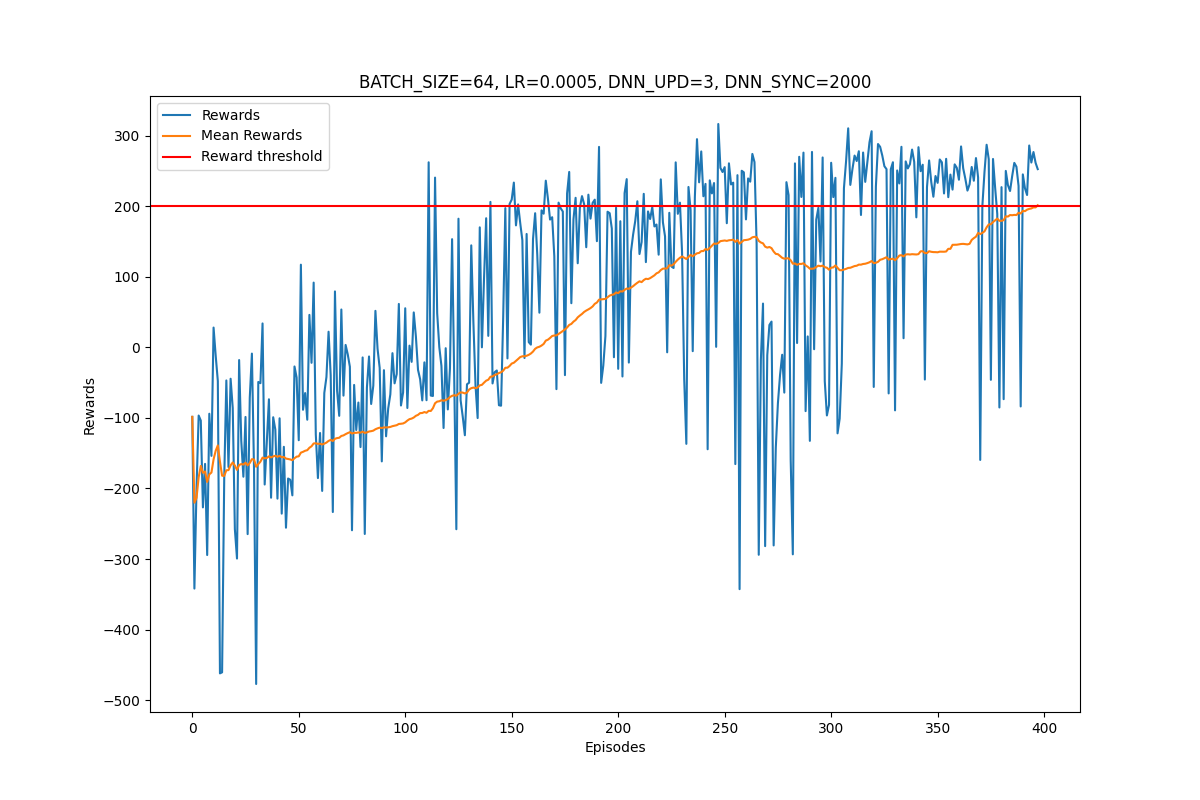 BATCH_SIZE=64, LR=0.0005, DNN_UPD=3, DNN_SYNC=2000
Rewards
Mean Rewards
Reward threshold
300
200
100
0
−100
−200
−300
−400
−500
Rewards
0 50 100 150 200 250 300 350 400
Episodes